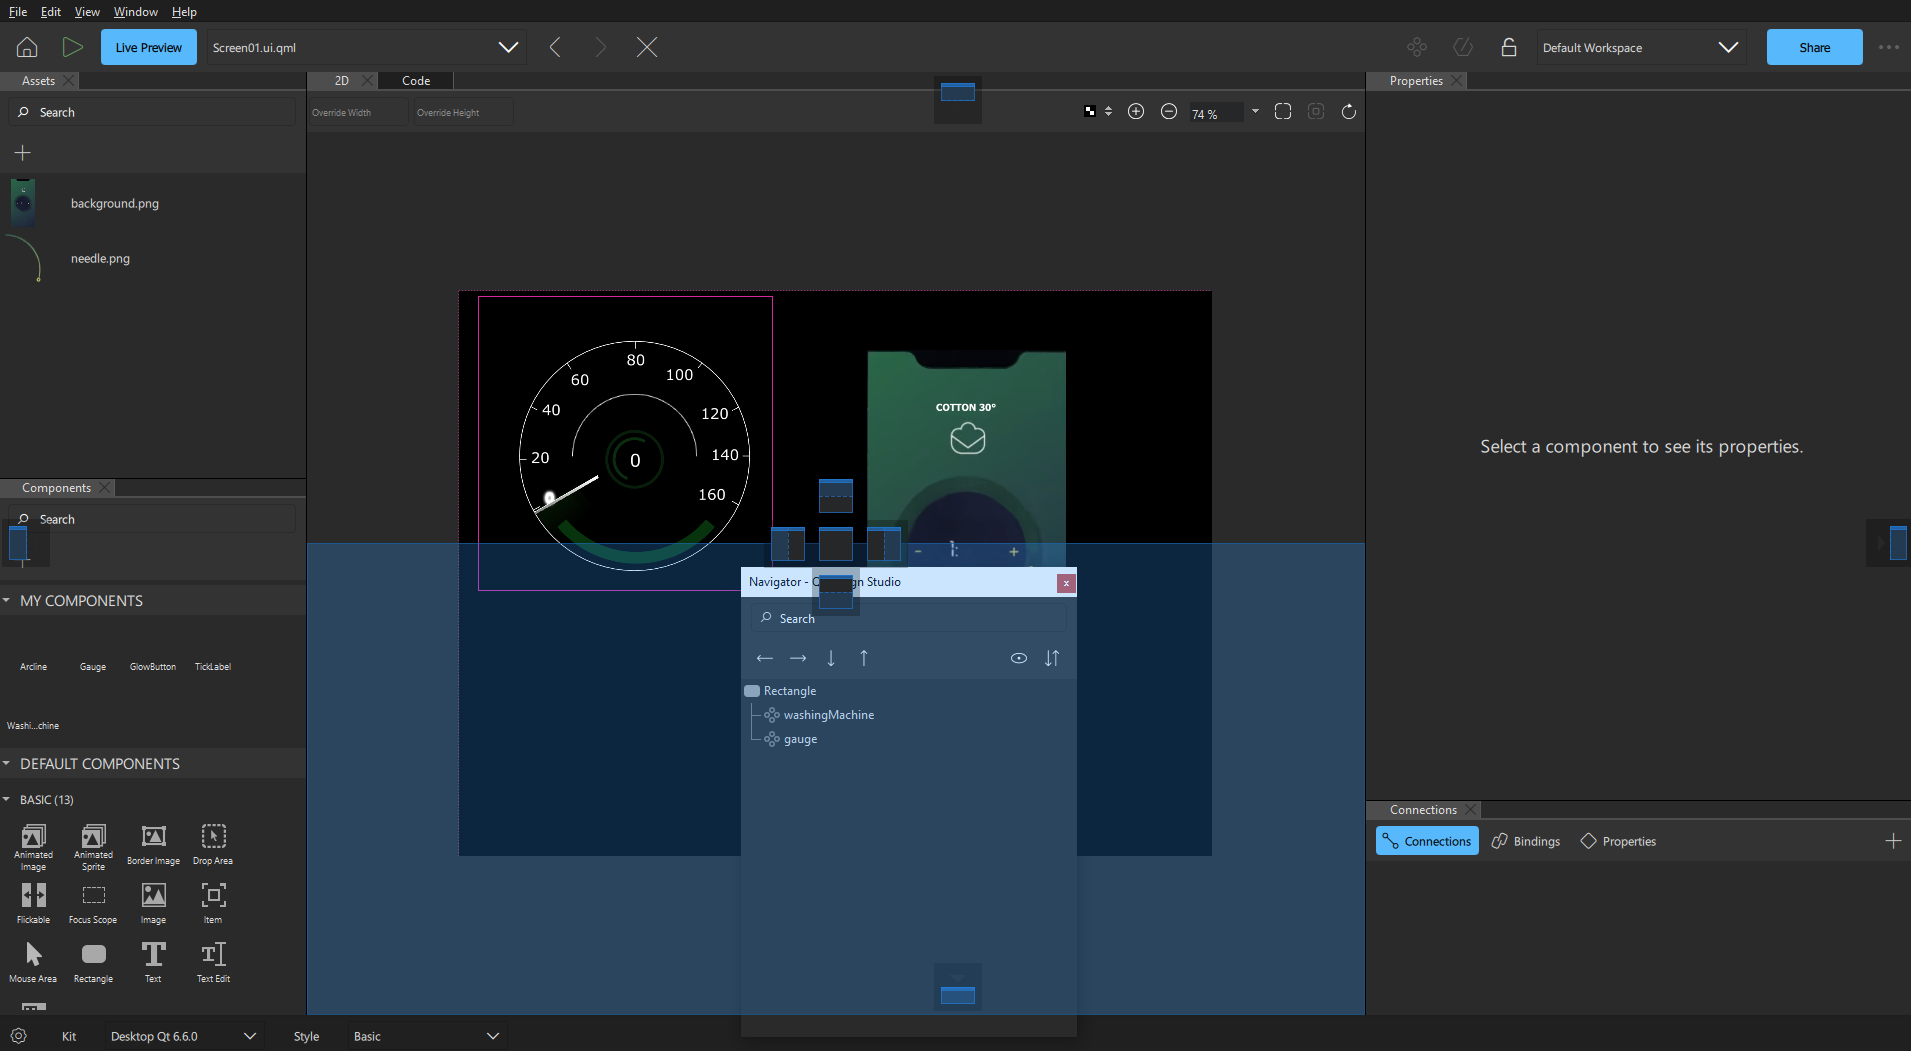 File Edit View Window Help
Live Preview
Screen01.ui.qml
Default Workspace
Share
Assets
Search
background.png
needle.png
Components
Search
MY COMPONENTS
Arcline Gauge GlowButton TickLabel
Washi...chine
DEFAULT COMPONENTS
BASIC (13)
Animated Image
Animated Sprite
Border Image
Drop Area
Flickable
Focus Scope
Image
Item
Mouse Area
Rectangle
Text
Text Edit
2D Code
Override Width Override Height
74 %
80
60 100
40 120
20 0 140
160
COTTON 30°
- 1: +
Navigator - gn Studio
x
Search
Rectangle
washingMachine
gauge
Properties
Select a component to see its properties.
Connections
Connections Bindings Properties
Kit Desktop Qt 6.6.0 Style Basic